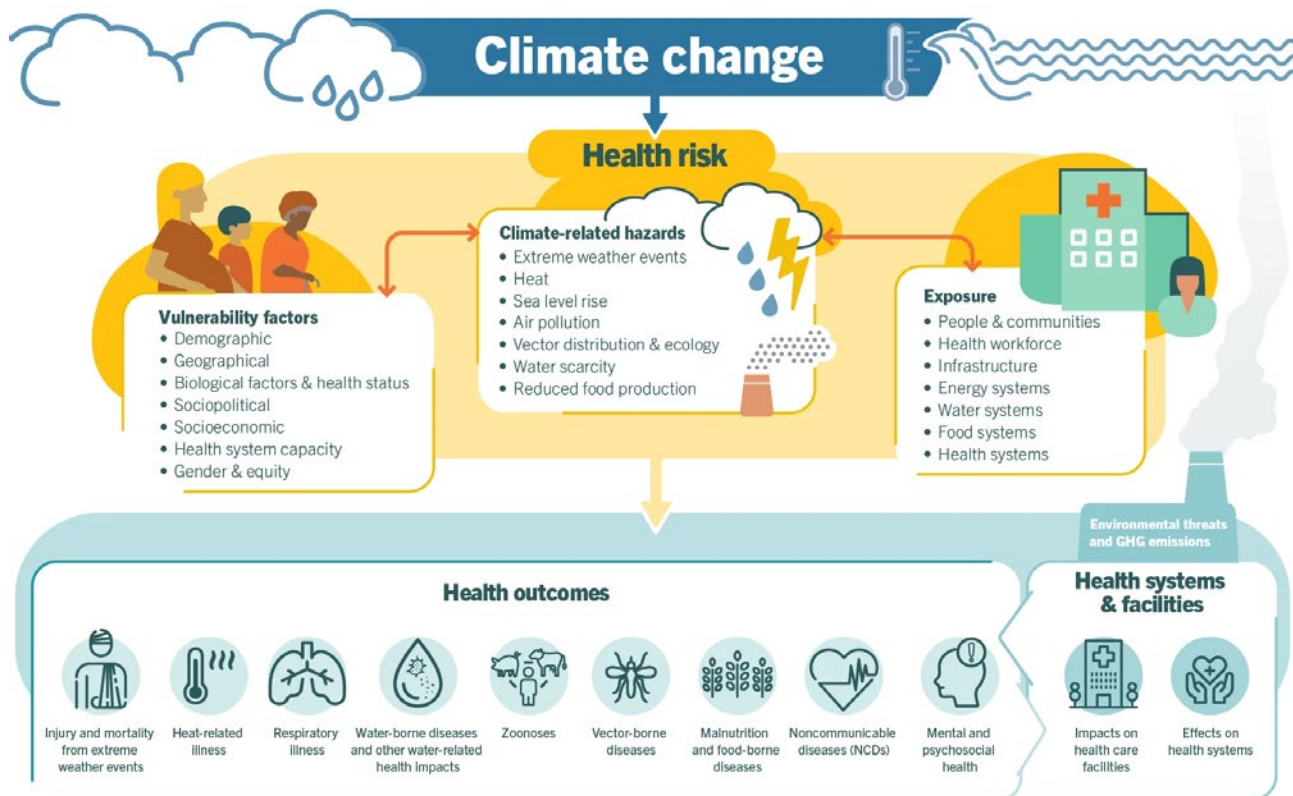 Climate change
Health risk
Climate-related hazards
• Extreme weather events
• Heat
• Sea level rise
• Air pollution
• Vector distribution & ecology
• Water scarcity
• Reduced food production
Vulnerability factors
• Demographic
• Geographical
• Biological factors & health status
• Sociopolitical
• Socioeconomic
• Health system capacity
• Gender & equity
Exposure
• People & communities
• Health workforce
• Infrastructure
• Energy systems
• Water systems
• Food systems
• Health systems
Environmental threats
and GHG emissions
Health outcomes
Injury and mortality
from extreme
weather events
Heat-related
illness
Respiratory
illness
Water-borne diseases
and other water-related
health impacts
Zoonoses
Vector-borne
diseases
Malnutrition
and food-borne
diseases
Noncommunicable
diseases (NCDs)
Mental and
psychosocial
health
Health systems
& facilities
Impacts on
health care
facilities
Effects on
health systems